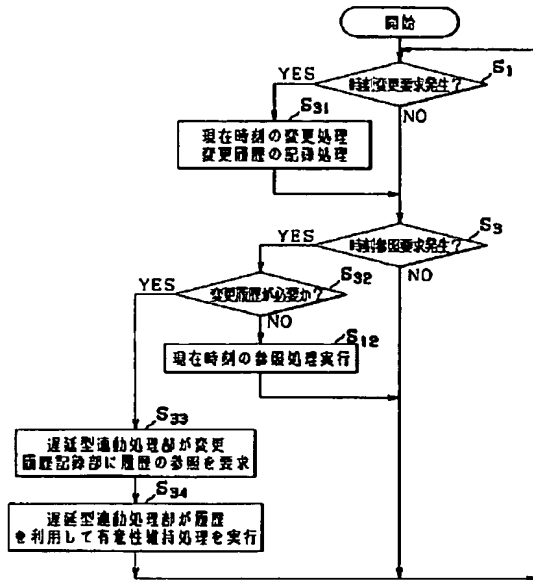 開始
時刻変更要求発生?
S1
YES
NO
S31
現在時刻の変更処理
変更履歴の記録処理
時刻参照要求発生?
S3
YES
NO
変更履歴が必要か?
S32
YES
NO
S12
現在時刻の参照処理実行
S33
遅延型連動処理部が変更
履歴記録部に履歴の参照を要求
S34
遅延型連動処理部が履歴
を利用して有意性維持処理を実行